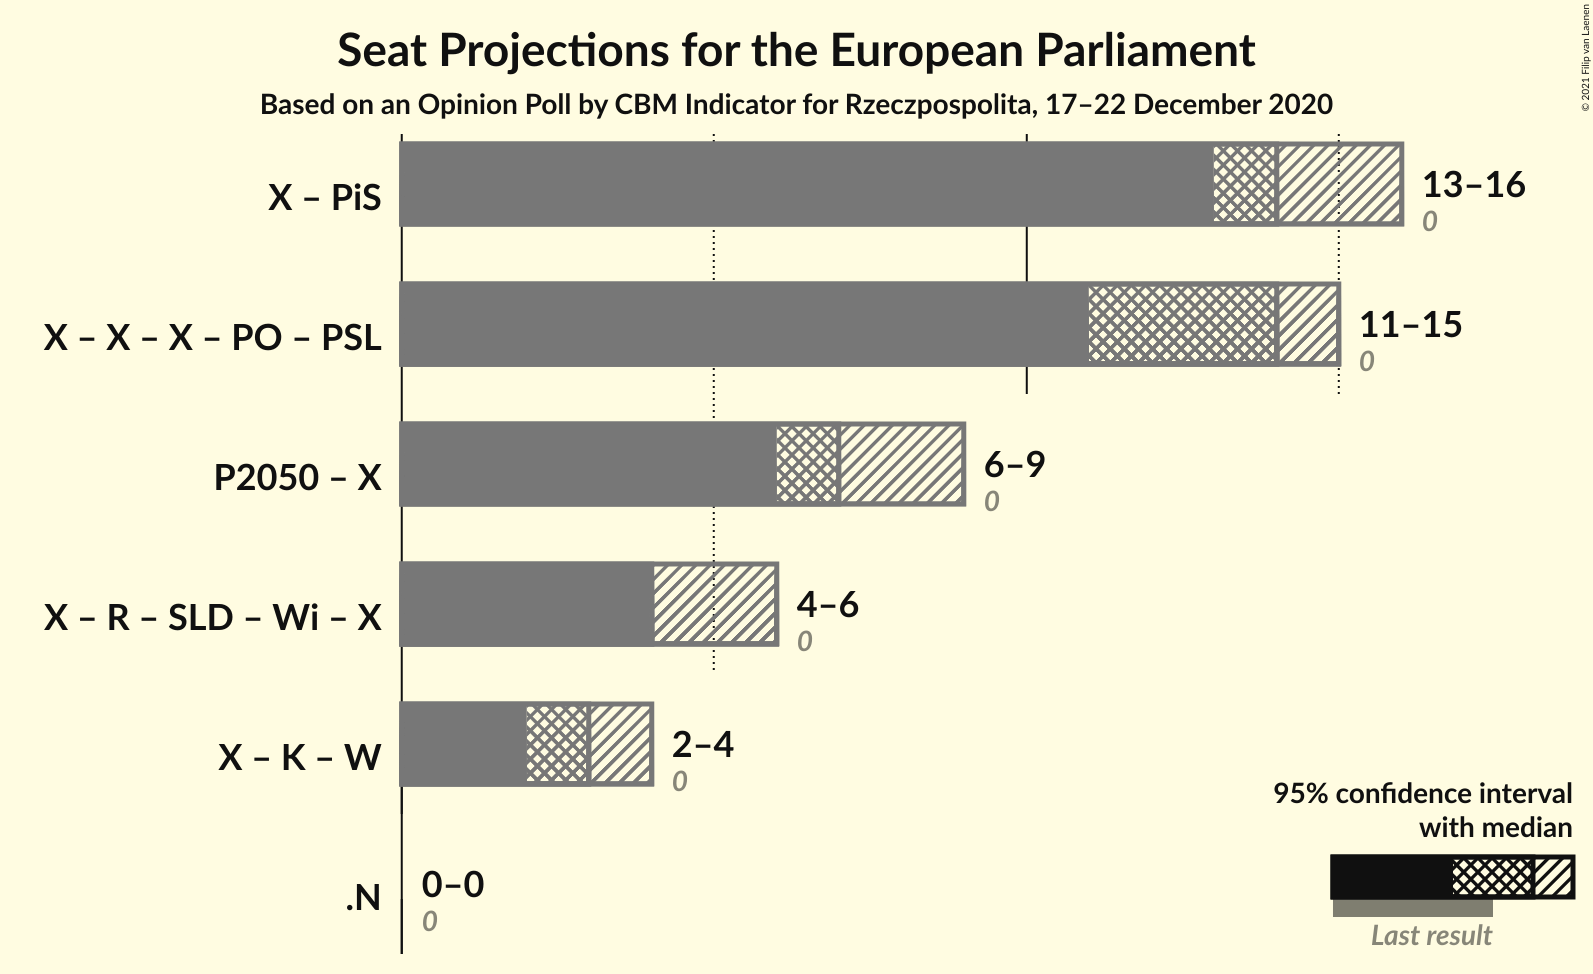 Seat Projections for the European Parliament
Based on an Opinion Poll by CBM Indicator for Rzeczpospolita, 17–22 December 2020
© 2021 Filip van Laenen
X – PiS
13–16
0
X – X – X – PO – PSL
11–15
0
P2050 – X
6–9
0
X – R – SLD – Wi – X
4–6
0
X – K – W
2–4
0
.N
0–0
0
95% confidence interval
with median
Last result